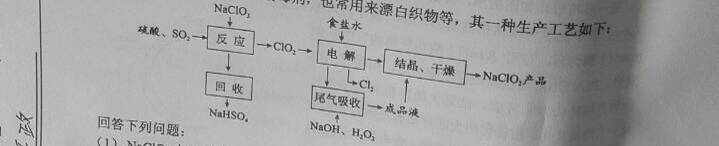 剂，也常用来漂白织物等，其一种生产工艺如下：
NaClO₃ 食盐水
硫酸、SO₂ 反应 ClO₂ 电解 结晶、干燥 NaClO₂产品
Cl₂
回收 尾气吸收 成品液
NaHSO₄ NaOH、H₂O₂
回答下列问题：